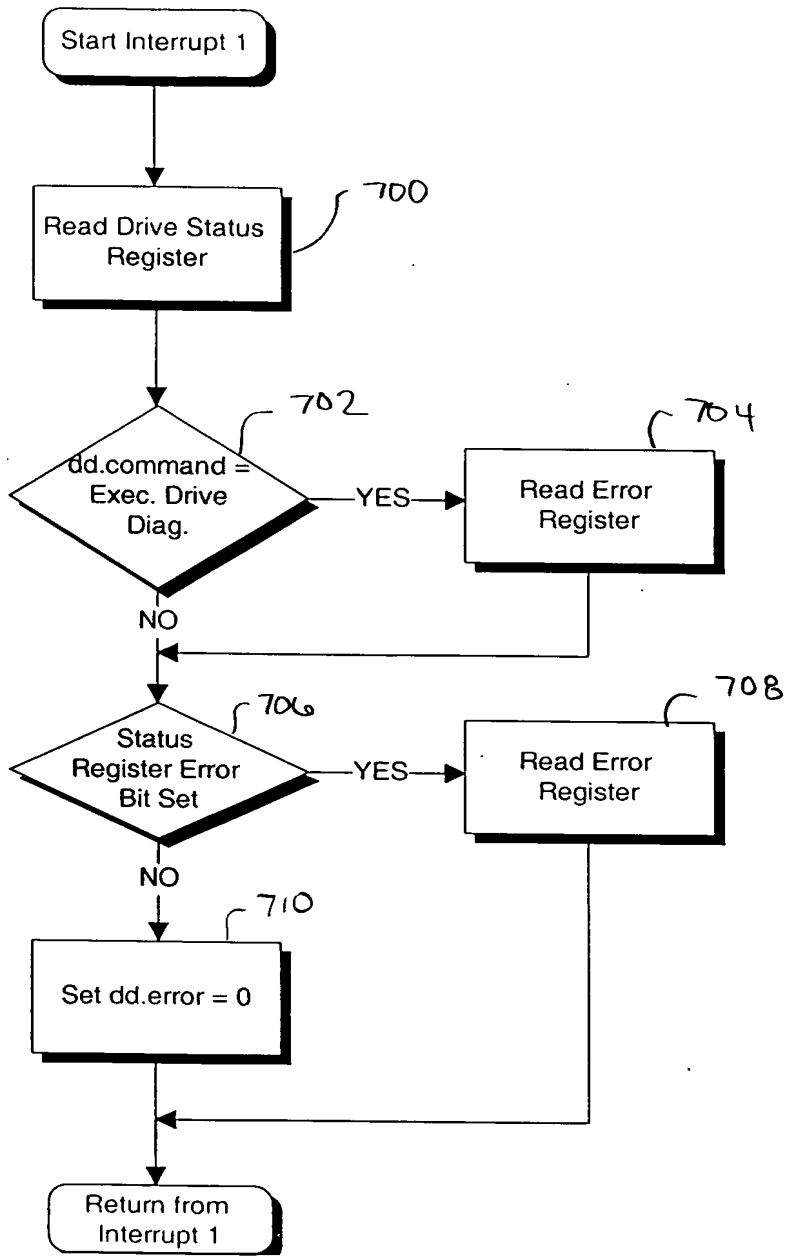 Start Interrupt 1
700
Read Drive Status
Register
702
704
dd.command =
Exec. Drive
Diag.
YES
Read Error
Register
NO
706
708
Status
Register Error
Bit Set
YES
Read Error
Register
NO
710
Set dd.error = 0
Return from
Interrupt 1